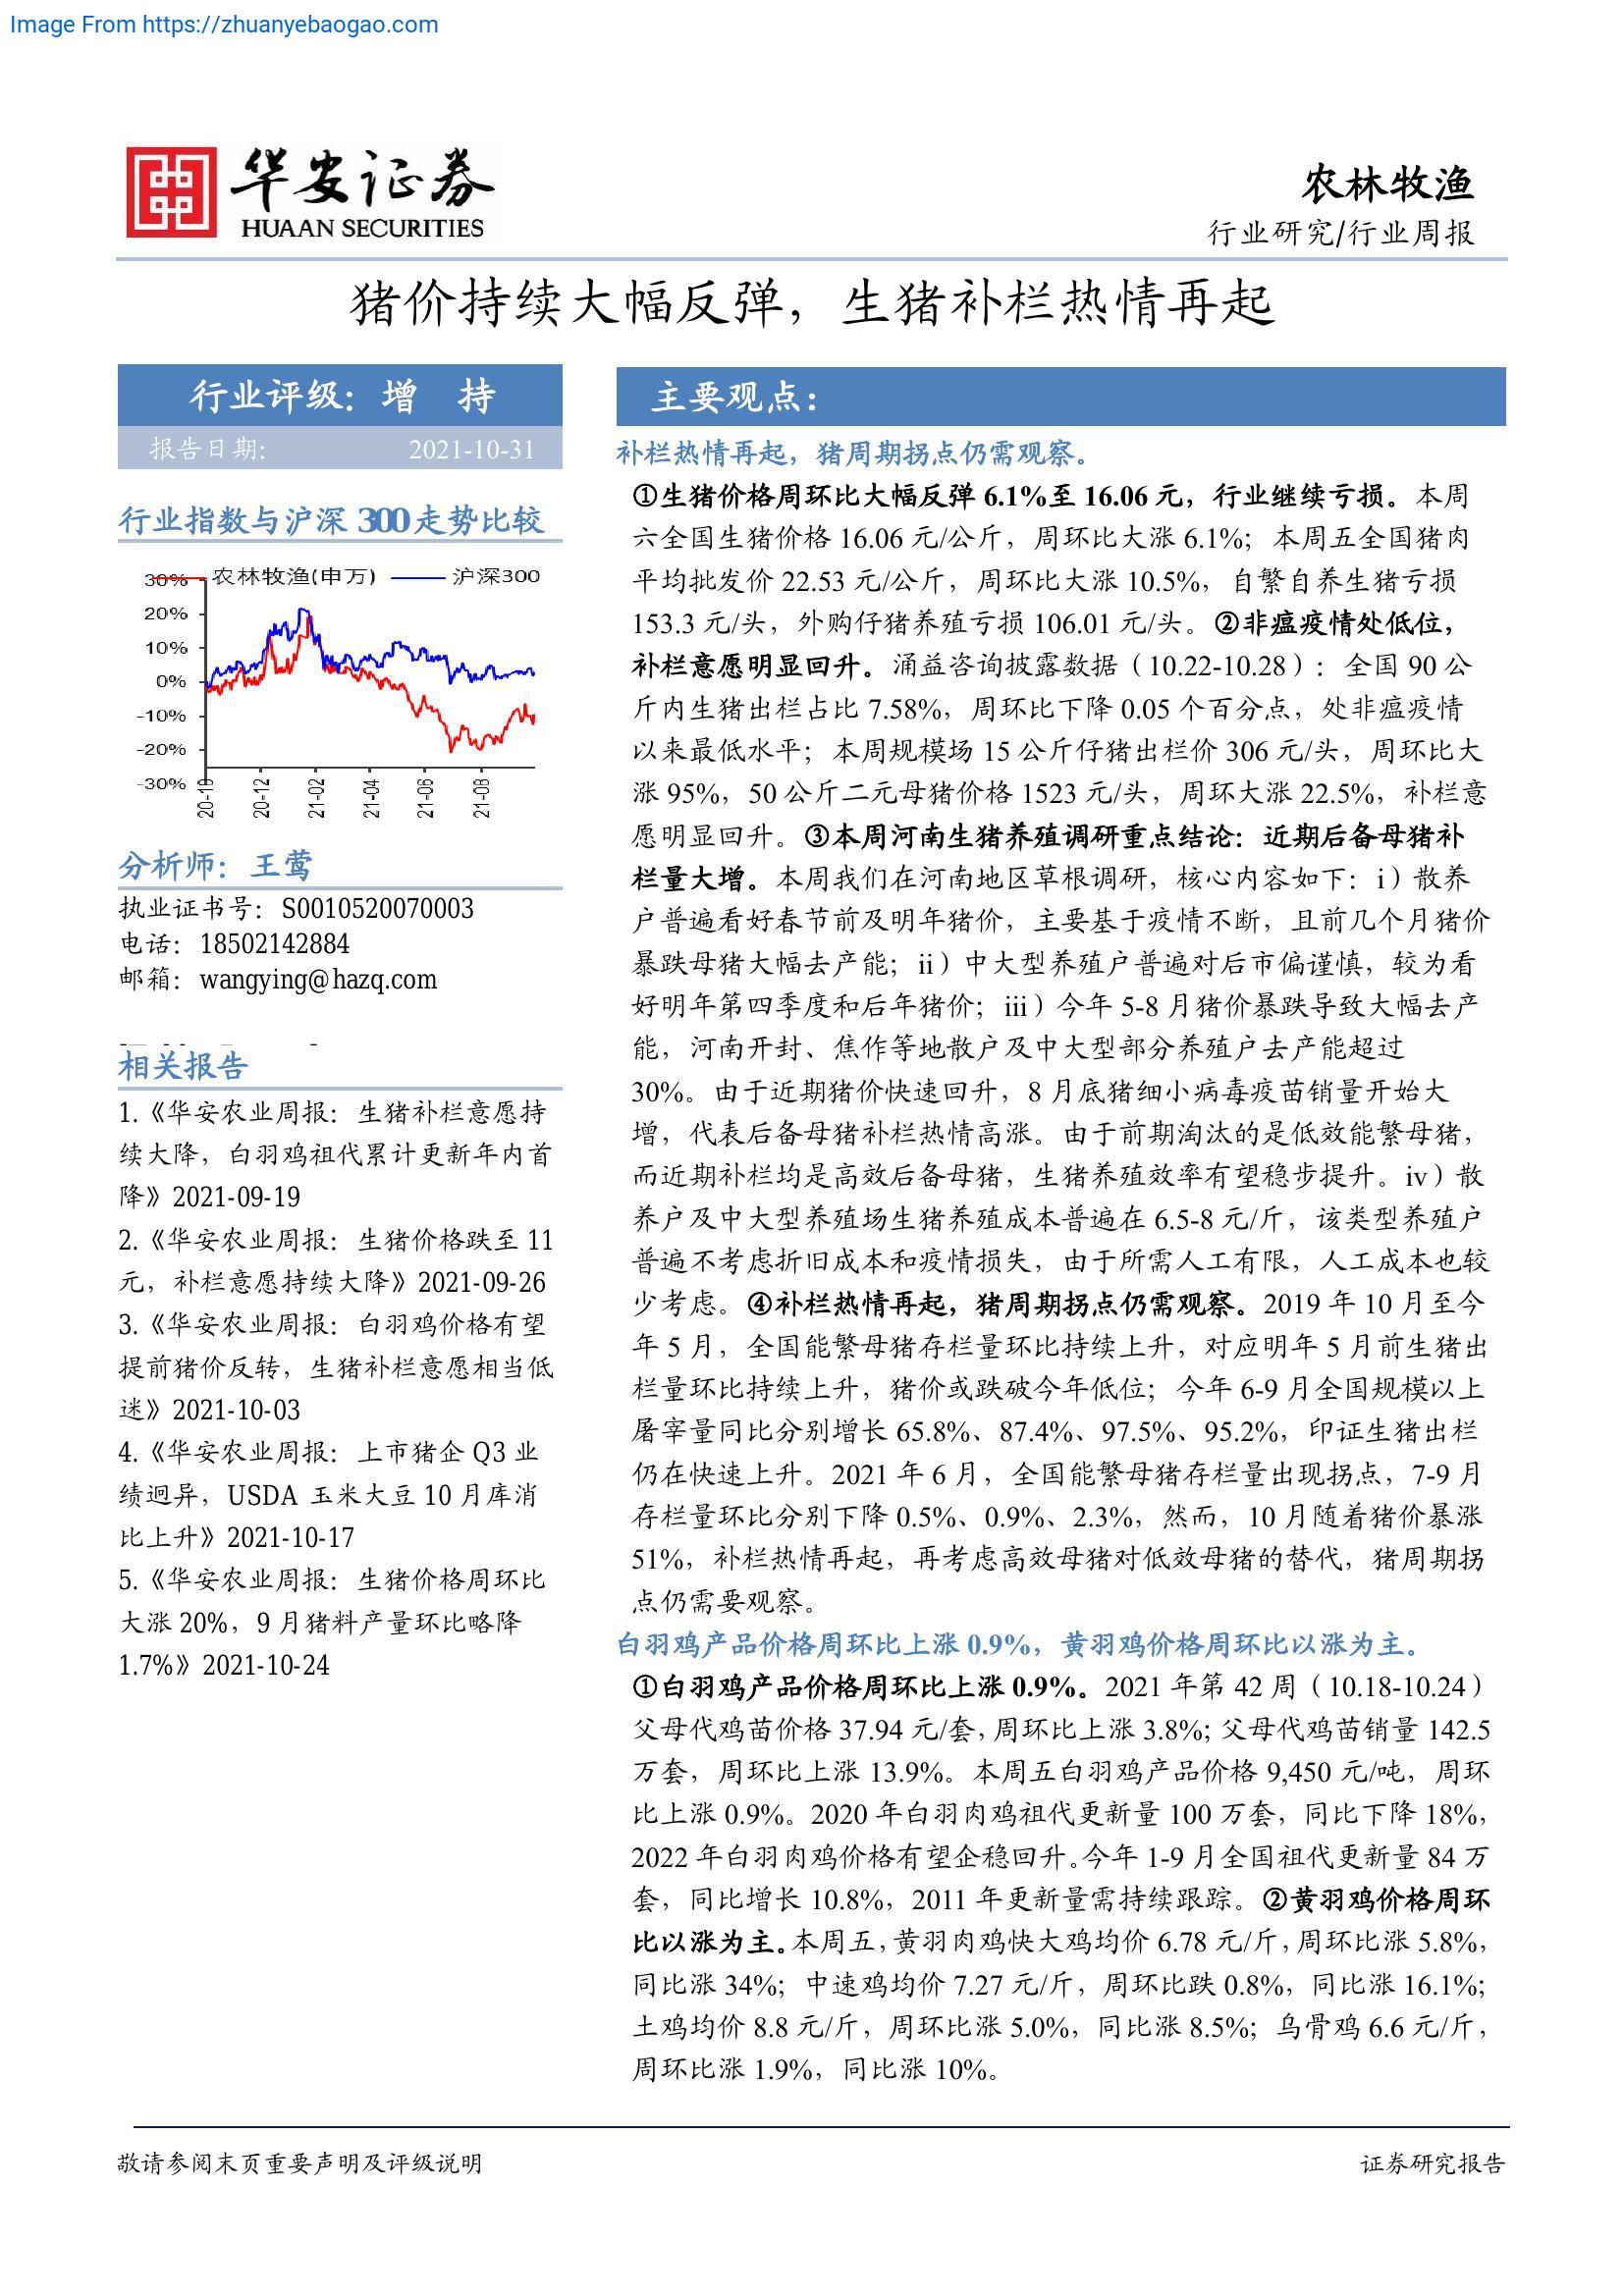 Image From https://zhuanyebaogao.com
华安证券
HUAAN SECURITIES
农林牧渔
行业研究/行业周报
猪价持续大幅反弹，生猪补栏热情再起
行业评级：增 持
报告日期： 2021-10-31
行业指数与沪深 300 走势比较
农林牧渔(申万) 沪深300
30%
20%
10%
0%
-10%
-20%
-30%
20-10 20-12 21-02 21-04 21-06 21-08
分析师：王莺
执业证书号：S0010520070003
电话：18502142884
邮箱：wangying@hazq.com
相关报告
1.《华安农业周报：生猪补栏意愿持
续大降，白羽鸡祖代累计更新年内首
降》2021-09-19
2.《华安农业周报：生猪价格跌至 11
元，补栏意愿持续大降》2021-09-26
3.《华安农业周报：白羽鸡价格有望
提前猪价反转，生猪补栏意愿相当低
迷》2021-10-03
4.《华安农业周报：上市猪企 Q3 业
绩迥异，USDA 玉米大豆 10 月库消
比上升》2021-10-17
5.《华安农业周报：生猪价格周环比
大涨 20%，9 月猪料产量环比略降
1.7%》2021-10-24
主要观点：
补栏热情再起，猪周期拐点仍需观察。
①生猪价格周环比大幅反弹 6.1%至 16.06 元，行业继续亏损。本周
六全国生猪价格 16.06 元/公斤，周环比大涨 6.1%；本周五全国猪肉
平均批发价 22.53 元/公斤，周环比大涨 10.5%，自繁自养生猪亏损
153.3 元/头，外购仔猪养殖亏损 106.01 元/头。②非瘟疫情处低位，
补栏意愿明显回升。涌益咨询披露数据（10.22-10.28）：全国 90 公
斤内生猪出栏占比 7.58%，周环比下降 0.05 个百分点，处非瘟疫情
以来最低水平；本周规模场 15 公斤仔猪出栏价 306 元/头，周环比大
涨 95%，50 公斤二元母猪价格 1523 元/头，周环大涨 22.5%，补栏意
愿明显回升。③本周河南生猪养殖调研重点结论：近期后备母猪补
栏量大增。本周我们在河南地区草根调研，核心内容如下：i）散养
户普遍看好春节前及明年猪价，主要基于疫情不断，且前几个月猪价
暴跌母猪大幅去产能；ii）中大型养殖户普遍对后市偏谨慎，较为看
好明年第四季度和后年猪价；iii）今年 5-8 月猪价暴跌导致大幅去产
能，河南开封、焦作等地散户及中大型部分养殖户去产能超过
30%。由于近期猪价快速回升，8 月底猪细小病毒疫苗销量开始大
增，代表后备母猪补栏热情高涨。由于前期淘汰的是低效能繁母猪，
而近期补栏均是高效后备母猪，生猪养殖效率有望稳步提升。iv）散
养户及中大型养殖场生猪养殖成本普遍在 6.5-8 元/斤，该类型养殖户
普遍不考虑折旧成本和疫情损失，由于所需人工有限，人工成本也较
少考虑。④补栏热情再起，猪周期拐点仍需观察。2019 年 10 月至今
年 5 月，全国能繁母猪存栏量环比持续上升，对应明年 5 月前生猪出
栏量环比持续上升，猪价或跌破今年低位；今年 6-9 月全国规模以上
屠宰量同比分别增长 65.8%、87.4%、97.5%、95.2%，印证生猪出栏
仍在快速上升。2021 年 6 月，全国能繁母猪存栏量出现拐点，7-9 月
存栏量环比分别下降 0.5%、0.9%、2.3%，然而，10 月随着猪价暴涨
51%，补栏热情再起，再考虑高效母猪对低效母猪的替代，猪周期拐
点仍需要观察。
白羽鸡产品价格周环比上涨 0.9%，黄羽鸡价格周环比以涨为主。
①白羽鸡产品价格周环比上涨 0.9%。2021 年第 42 周（10.18-10.24）
父母代鸡苗价格 37.94 元/套，周环比上涨 3.8%；父母代鸡苗销量 142.5
万套，周环比上涨 13.9%。本周五白羽鸡产品价格 9,450 元/吨，周环
比上涨 0.9%。2020 年白羽肉鸡祖代更新量 100 万套，同比下降 18%，
2022 年白羽肉鸡价格有望企稳回升。今年 1-9 月全国祖代更新量 84 万
套，同比增长 10.8%，2011 年更新量需持续跟踪。②黄羽鸡价格周环
比以涨为主。本周五，黄羽肉鸡快大鸡均价 6.78 元/斤，周环比涨 5.8%，
同比涨 34%；中速鸡均价 7.27 元/斤，周环比跌 0.8%，同比涨 16.1%；
土鸡均价 8.8 元/斤，周环比涨 5.0%，同比涨 8.5%；乌骨鸡 6.6 元/斤，
周环比涨 1.9%，同比涨 10%。
敬请参阅末页重要声明及评级说明 证券研究报告